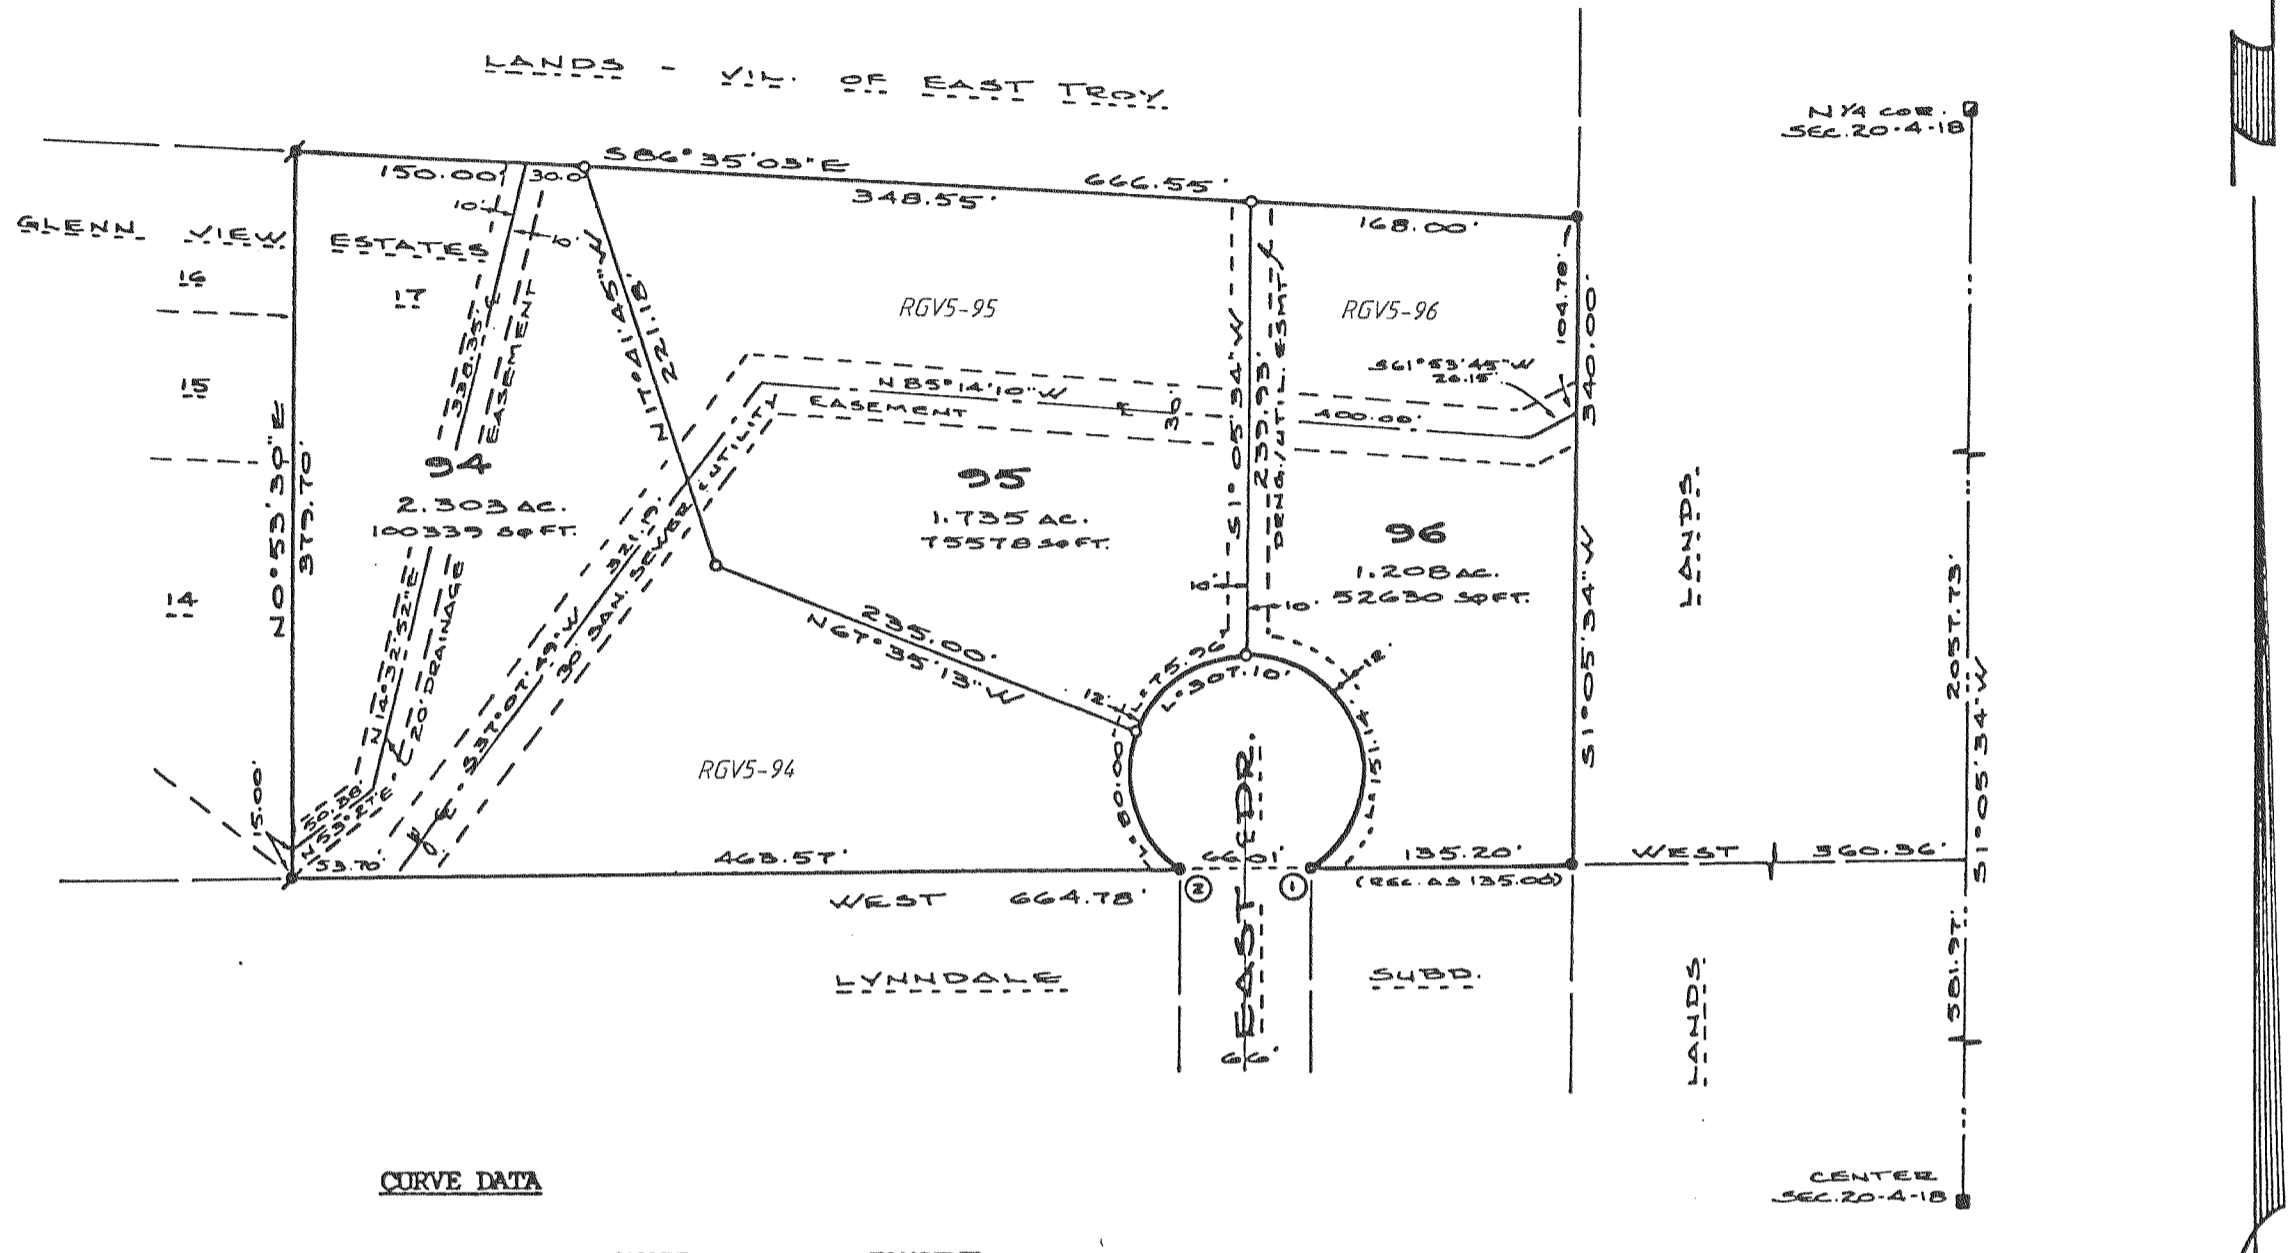 LANDS - VIL. OF EAST TROY
N 1/4 COR.
SEC. 20-4-18
S86°35'03"E
666.55'
150.00'
30.0
348.55'
168.00'
GLENN VIEW ESTATES
16
17
15
14
10'
10'
N0°53'30"E
379.70'
338.35'
EASEMENT
N14°32'52"E
20' DRAINAGE
N17°41'45"W
221.18'
RGV5-95
RGV5-96
104.78'
340.00'
S61°53'45"W
N85°14'10"W
EASEMENT
30'
400.00'
S1°05'34"W
239.93'
DRNG./UTIL. ESMT.
94
2.303 AC.
100339 SQ FT.
95
1.735 AC.
75578 SQ FT.
96
1.208 AC.
52630 SQ FT.
321.19'
S37°07'49"W
30' SAN. SEWER UTILITY
235.00'
N67°35'13"W
10'
12'
12'
L=75.96'
L=307.10'
L=80.00'
L=151.14'
RGV5-94
S1°05'34"W
LANDS
2057.73'
S1°05'34"W
15.00'
50.88'
53.70'
463.57'
66.01'
135.20'
(REC. AS 135.00)
WEST
360.36'
WEST 664.78'
2
1
EAST DR.
66'
LYNNDALE SUBD.
LANDS
581.97'
CURVE DATA
CENTER
SEC. 20-4-18